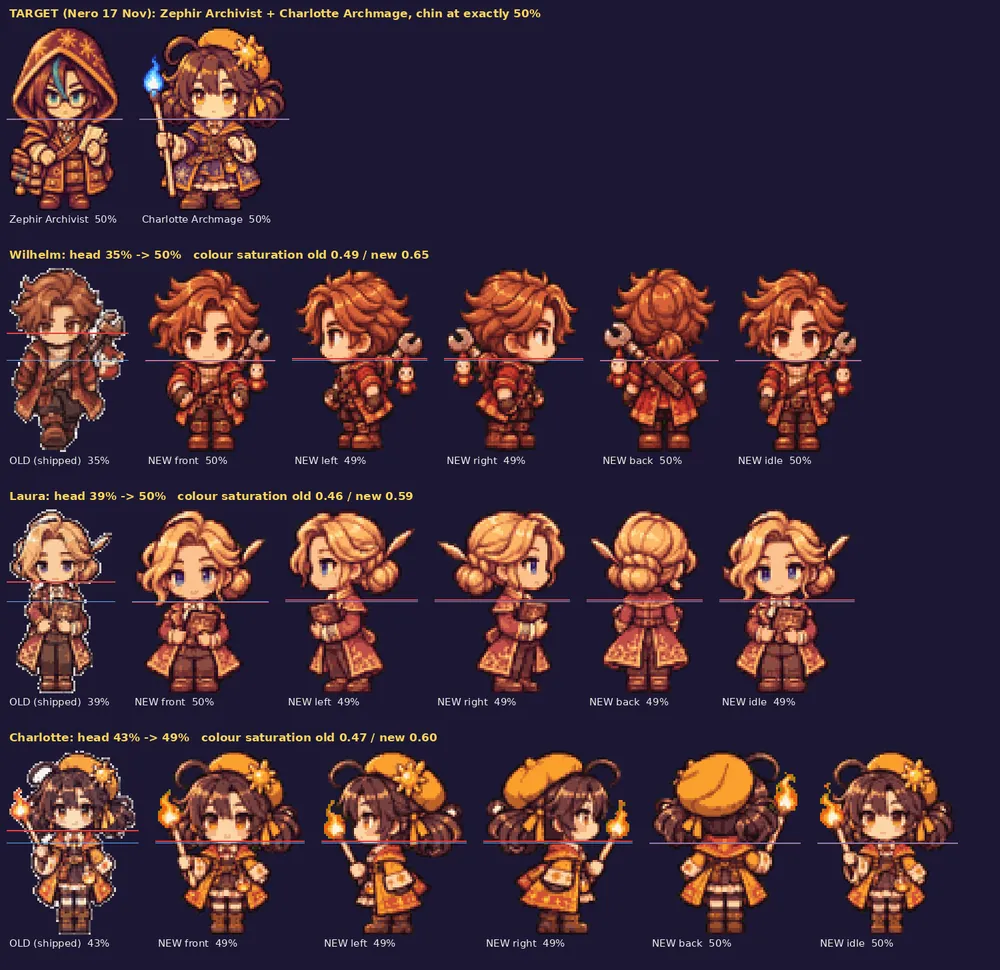 TARGET (Nero 17 Nov): Zephir Archivist + Charlotte Archmage, chin at exactly 50%
Zephir Archivist 50%
Charlotte Archmage 50%
Wilhelm: head 35% -> 50% colour saturation old 0.49 / new 0.65
OLD (shipped) 35%
NEW front 50%
NEW left 49%
NEW right 49%
NEW back 50%
NEW idle 50%
Laura: head 39% -> 50% colour saturation old 0.46 / new 0.59
OLD (shipped) 39%
NEW front 50%
NEW left 49%
NEW right 49%
NEW back 49%
NEW idle 49%
Charlotte: head 43% -> 49% colour saturation old 0.47 / new 0.60
OLD (shipped) 43%
NEW front 49%
NEW left 49%
NEW right 49%
NEW back 50%
NEW idle 50%